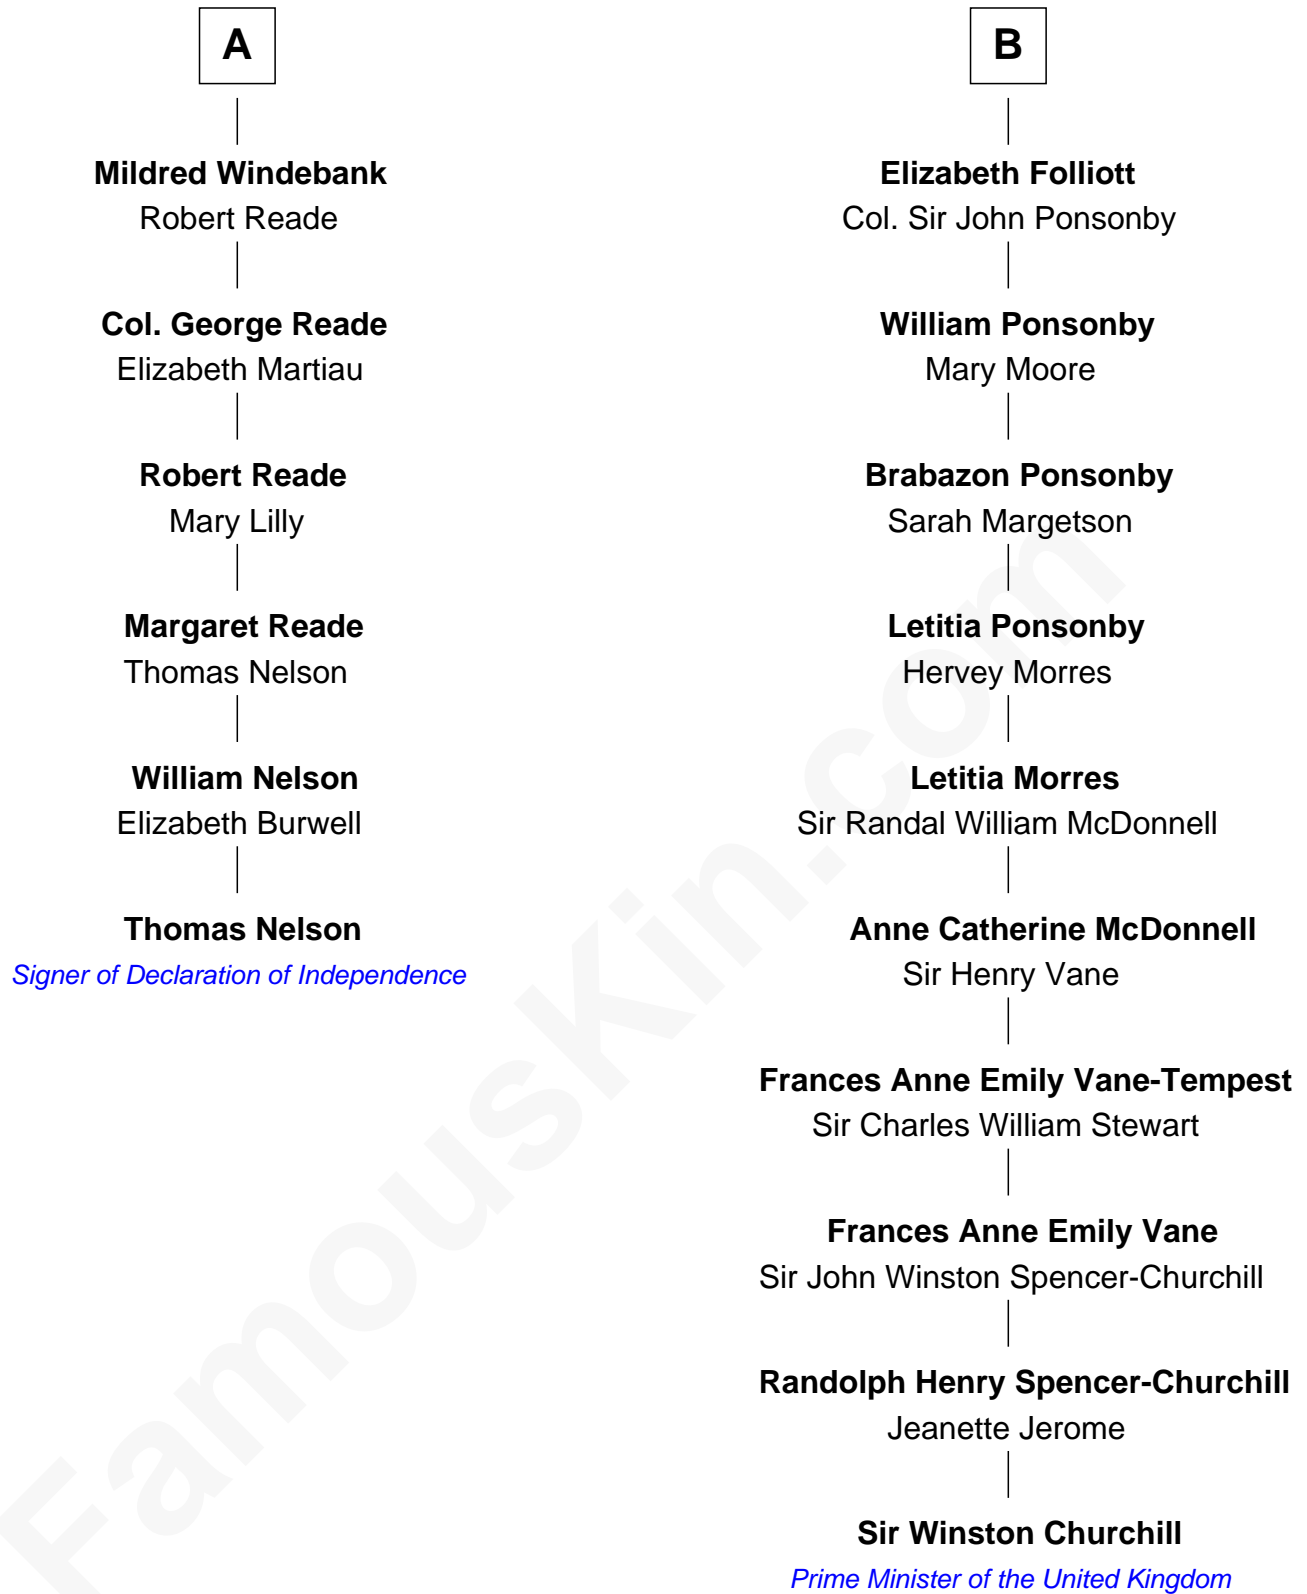 A
Mildred Windebank
Robert Reade
Col. George Reade
Elizabeth Martiau
Robert Reade
Mary Lilly
Margaret Reade
Thomas Nelson
William Nelson
Elizabeth Burwell
Thomas Nelson
Signer of Declaration of Independence
B
Elizabeth Folliott
Col. Sir John Ponsonby
William Ponsonby
Mary Moore
Brabazon Ponsonby
Sarah Margetson
Letitia Ponsonby
Hervey Morres
Letitia Morres
Sir Randal William McDonnell
Anne Catherine McDonnell
Sir Henry Vane
Frances Anne Emily Vane-Tempest
Sir Charles William Stewart
Frances Anne Emily Vane
Sir John Winston Spencer-Churchill
Randolph Henry Spencer-Churchill
Jeanette Jerome
Sir Winston Churchill
Prime Minister of the United Kingdom
FamousKin.com